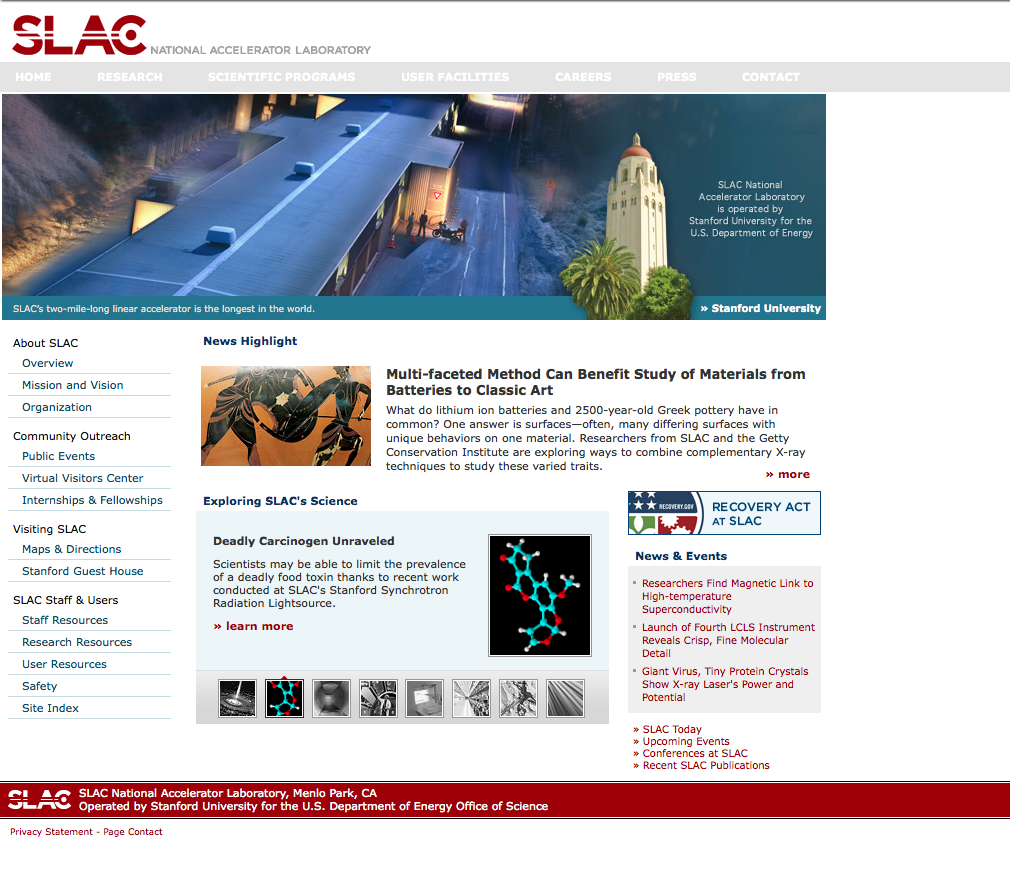 SLAC NATIONAL ACCELERATOR LABORATORY
HOME RESEARCH SCIENTIFIC PROGRAMS USER FACILITIES CAREERS PRESS CONTACT
SLAC National
Accelerator Laboratory
is operated by
Stanford University for the
U.S. Department of Energy
SLAC's two-mile-long linear accelerator is the longest in the world.
» Stanford University
About SLAC
Overview
Mission and Vision
Organization
Community Outreach
Public Events
Virtual Visitors Center
Internships & Fellowships
Visiting SLAC
Maps & Directions
Stanford Guest House
SLAC Staff & Users
Staff Resources
Research Resources
User Resources
Safety
Site Index
News Highlight
Multi-faceted Method Can Benefit Study of Materials from
Batteries to Classic Art
What do lithium ion batteries and 2500-year-old Greek pottery have in
common? One answer is surfaces—often, many differing surfaces with
unique behaviors on one material. Researchers from SLAC and the Getty
Conservation Institute are exploring ways to combine complementary X-ray
techniques to study these varied traits.
» more
Exploring SLAC's Science
Deadly Carcinogen Unraveled
Scientists may be able to limit the prevalence
of a deadly food toxin thanks to recent work
conducted at SLAC's Stanford Synchrotron
Radiation Lightsource.
» learn more
RECOVERY.GOV
RECOVERY ACT
AT SLAC
News & Events
Researchers Find Magnetic Link to
High-temperature
Superconductivity
Launch of Fourth LCLS Instrument
Reveals Crisp, Fine Molecular
Detail
Giant Virus, Tiny Protein Crystals
Show X-ray Laser's Power and
Potential
» SLAC Today
» Upcoming Events
» Conferences at SLAC
» Recent SLAC Publications
SLAC
SLAC National Accelerator Laboratory, Menlo Park, CA
Operated by Stanford University for the U.S. Department of Energy Office of Science
Privacy Statement - Page Contact